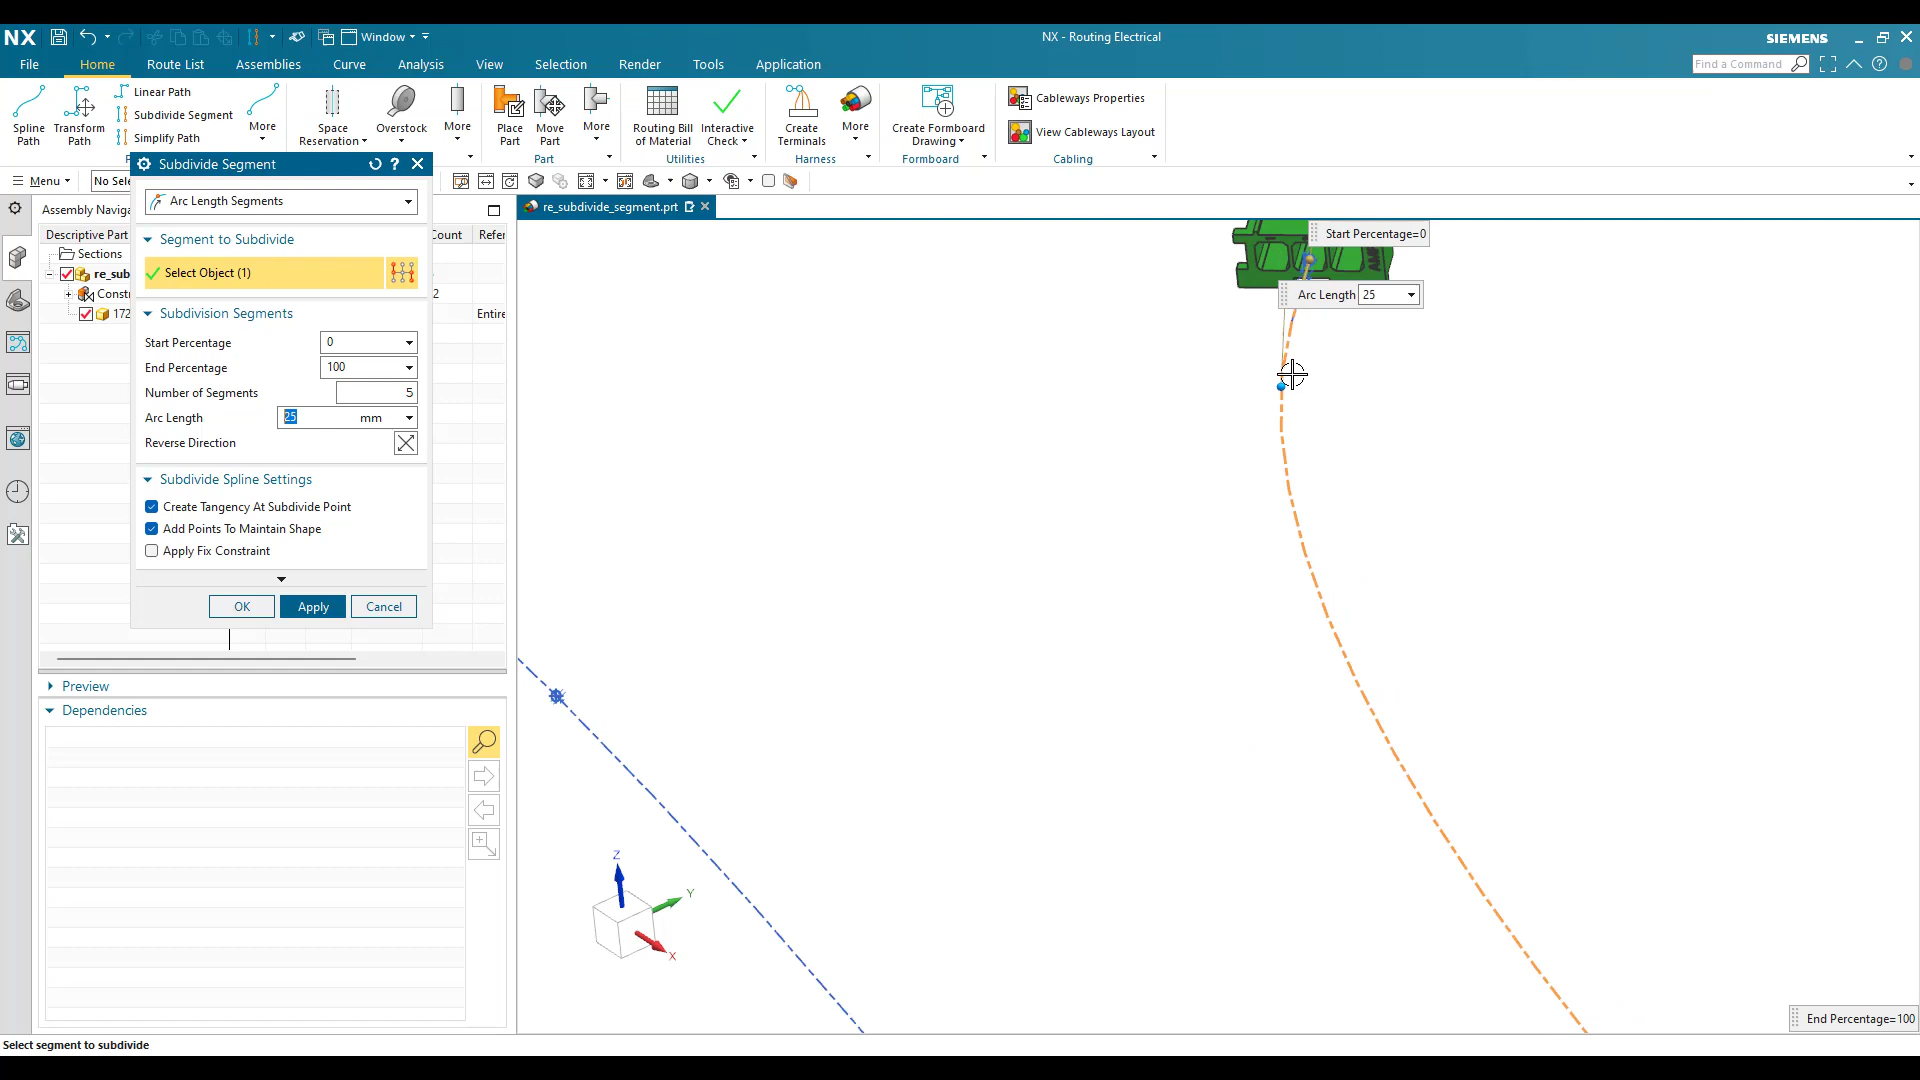 NX
Window
NX - Routing Electrical
SIEMENS
File
Home
Route List
Assemblies
Curve
Analysis
View
Selection
Render
Tools
Application
Find a Command
Spline Path
Transform Path
Linear Path
Subdivide Segment
Simplify Path
More
Space Reservation
Overstock
More
Place Part
Move Part
More
Part
Routing Bill of Material
Interactive Check
Utilities
Create Terminals
More
Harness
Create Formboard Drawing
Formboard
Cableways Properties
View Cableways Layout
Cabling
Menu
No Sele
Subdivide Segment
Arc Length Segments
Segment to Subdivide
Select Object (1)
Subdivision Segments
Start Percentage
0
End Percentage
100
Number of Segments
5
Arc Length
25
mm
Reverse Direction
Subdivide Spline Settings
Create Tangency At Subdivide Point
Add Points To Maintain Shape
Apply Fix Constraint
OK
Apply
Cancel
Assembly Naviga
Descriptive Part
ount
Refer
Sections
re_sub
Constr
2
172
Entire
Preview
Dependencies
re_subdivide_segment.prt
Start Percentage=0
Arc Length
25
End Percentage=100
Z
Y
X
Select segment to subdivide